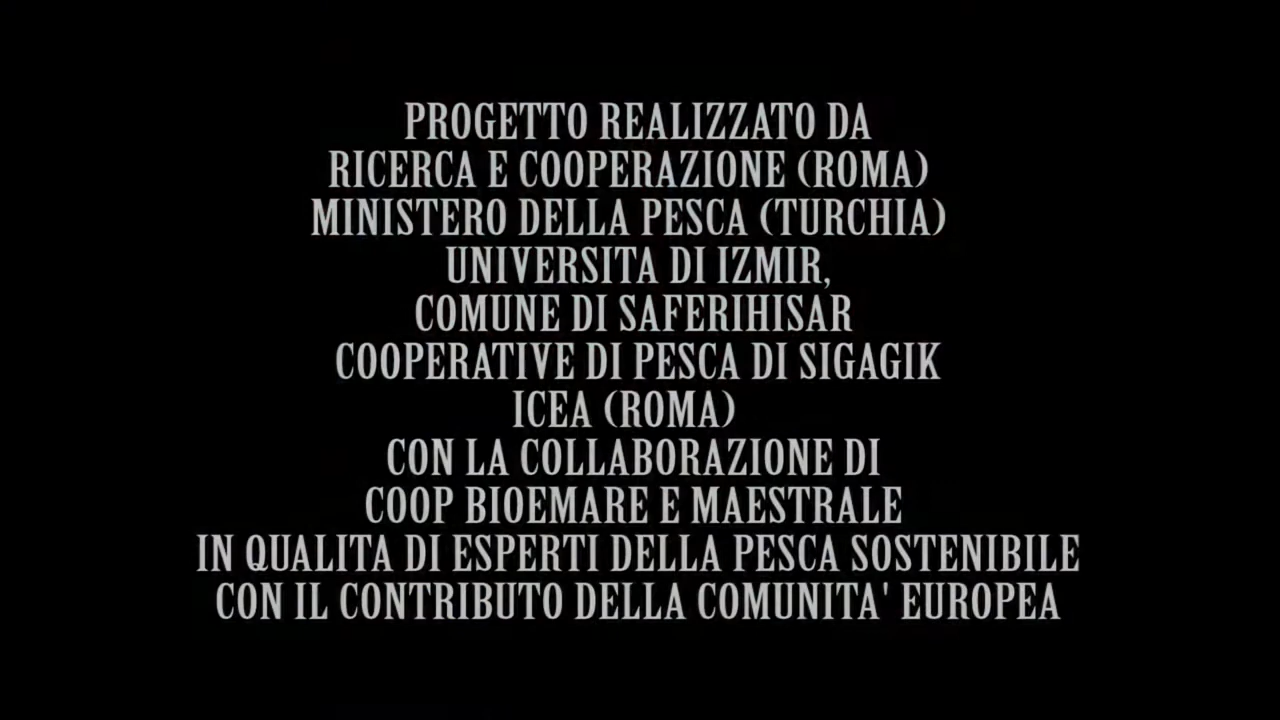 PROGETTO REALIZZATO DA
RICERCA E COOPERAZIONE (ROMA)
MINISTERO DELLA PESCA (TURCHIA)
UNIVERSITA DI IZMIR,
COMUNE DI SAFERIHISAR
COOPERATIVE DI PESCA DI SIGAGIK
ICEA (ROMA)
CON LA COLLABORAZIONE DI
COOP BIOEMARE E MAESTRALE
IN QUALITA DI ESPERTI DELLA PESCA SOSTENIBILE
CON IL CONTRIBUTO DELLA COMUNITA' EUROPEA